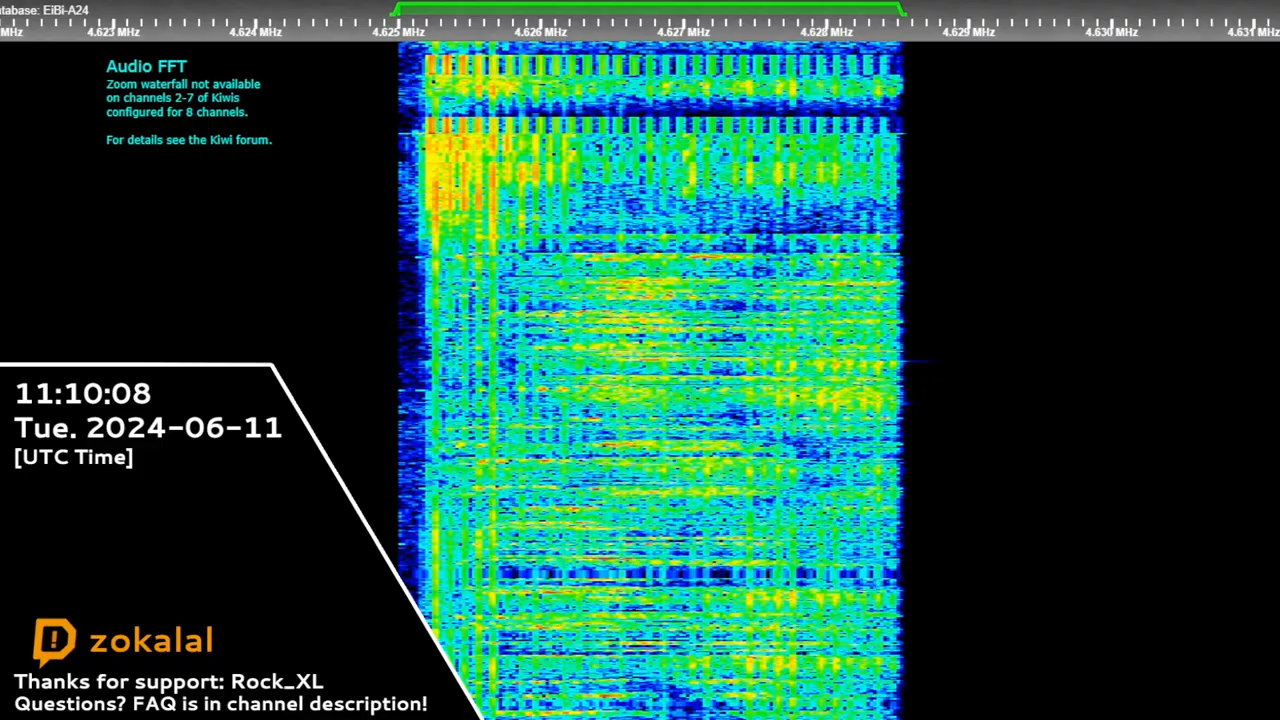 tabase: EiBi-A24
MHz 4.623 MHz 4.624 MHz 4.625 MHz 4.626 MHz 4.627 MHz 4.628 MHz 4.629 MHz 4.630 MHz 4.631 MHz
Audio FFT
Zoom waterfall not available
on channels 2-7 of Kiwis
configured for 8 channels.
For details see the Kiwi forum.
11:10:08
Tue. 2024-06-11
[UTC Time]
zokalal
Thanks for support: Rock_XL
Questions? FAQ is in channel description!